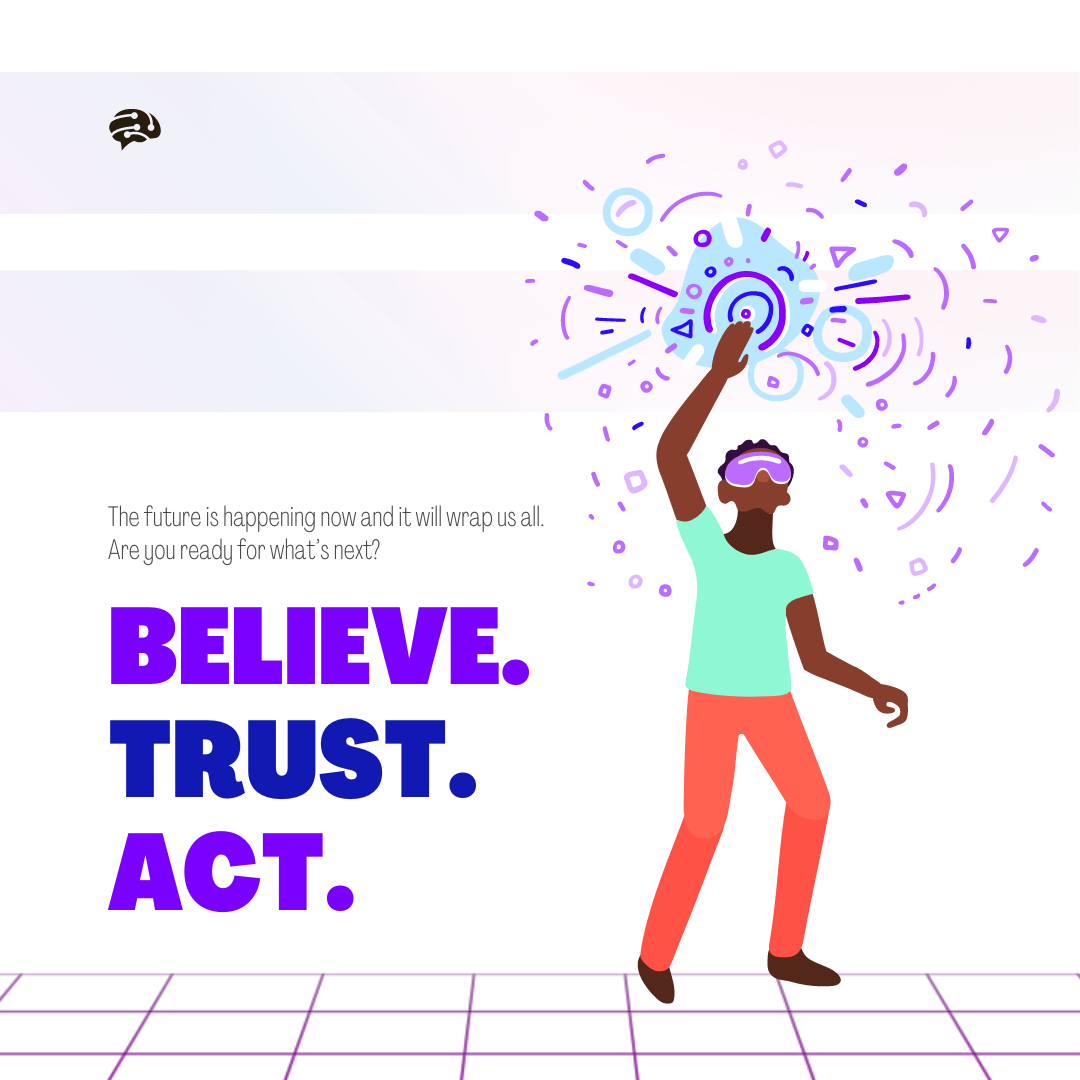 The future is happening now and it will wrap us all.
Are you ready for what's next?
BELIEVE.
TRUST.
ACT.